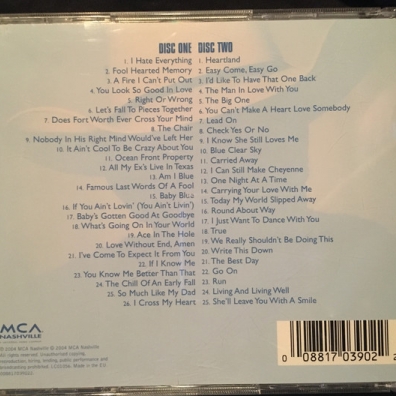 DISC ONE
1. I Hate Everything
2. Fool Hearted Memory
3. A Fire I Can't Put Out
4. You Look So Good In Love
5. Right Or Wrong
6. Let's Fall To Pieces Together
7. Does Fort Worth Ever Cross Your Mind
8. The Chair
9. Nobody In His Right Mind Would've Left Her
10. It Ain't Cool To Be Crazy About You
11. Ocean Front Property
12. All My Ex's Live In Texas
13. Am I Blue
14. Famous Last Words Of A Fool
15. Baby Blue
16. If You Ain't Lovin' (You Ain't Livin')
17. Baby's Gotten Good At Goodbye
18. What's Going On In Your World
19. Ace In The Hole
20. Love Without End, Amen
21. I've Come To Expect It From You
22. If I Know Me
23. You Know Me Better Than That
24. The Chill Of An Early Fall
25. So Much Like My Dad
26. I Cross My Heart
DISC TWO
1. Heartland
2. Easy Come, Easy Go
3. I'd Like To Have That One Back
4. The Man In Love With You
5. The Big One
6. You Can't Make A Heart Love Somebody
7. Lead On
8. Check Yes Or No
9. I Know She Still Loves Me
10. Blue Clear Sky
11. Carried Away
12. I Can Still Make Cheyenne
13. One Night At A Time
14. Carrying Your Love With Me
15. Today My World Slipped Away
16. Round About Way
17. I Just Want To Dance With You
18. True
19. We Really Shouldn't Be Doing This
20. Write This Down
21. The Best Day
22. Go On
23. Run
24. Living And Living Well
25. She'll Leave You With A Smile
MCA
NASHVILLE
0 08817 03902 2